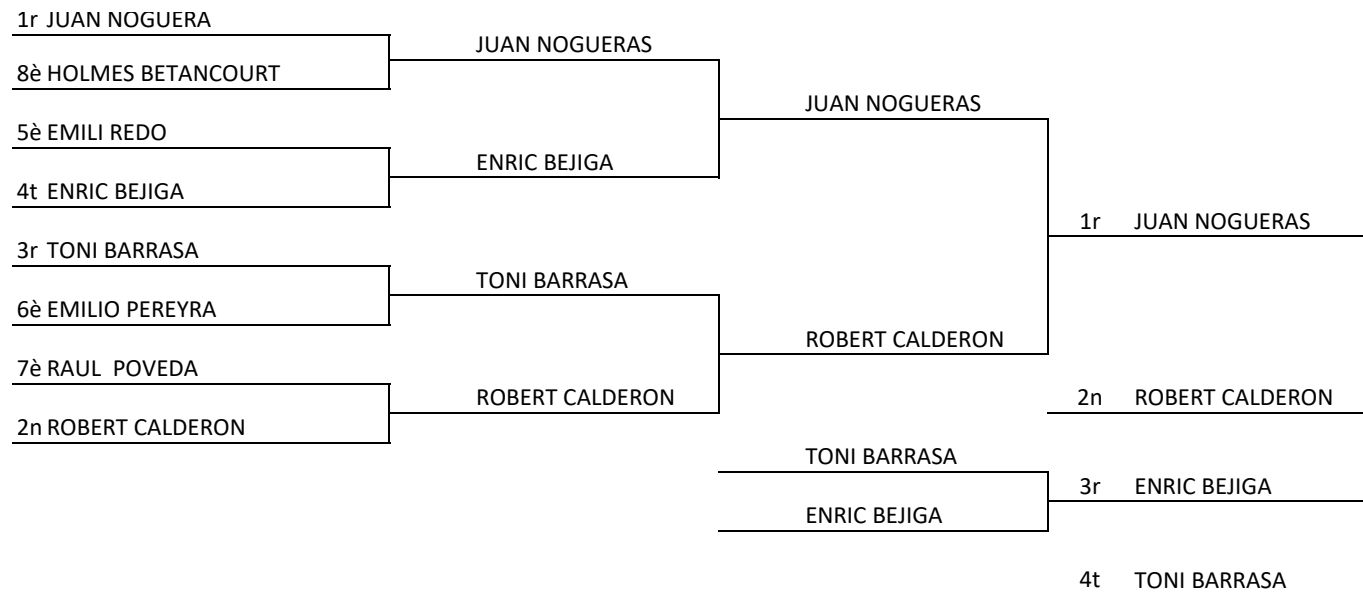 1r JUAN NOGUERA
JUAN NOGUERAS
8è HOLMES BETANCOURT
JUAN NOGUERAS
5è EMILI REDO
ENRIC BEJIGA
4t ENRIC BEJIGA
1r JUAN NOGUERAS
3r TONI BARRASA
TONI BARRASA
6è EMILIO PEREYRA
ROBERT CALDERON
7è RAUL POVEDA
ROBERT CALDERON
2n ROBERT CALDERON
2n ROBERT CALDERON
TONI BARRASA
3r ENRIC BEJIGA
ENRIC BEJIGA
4t TONI BARRASA